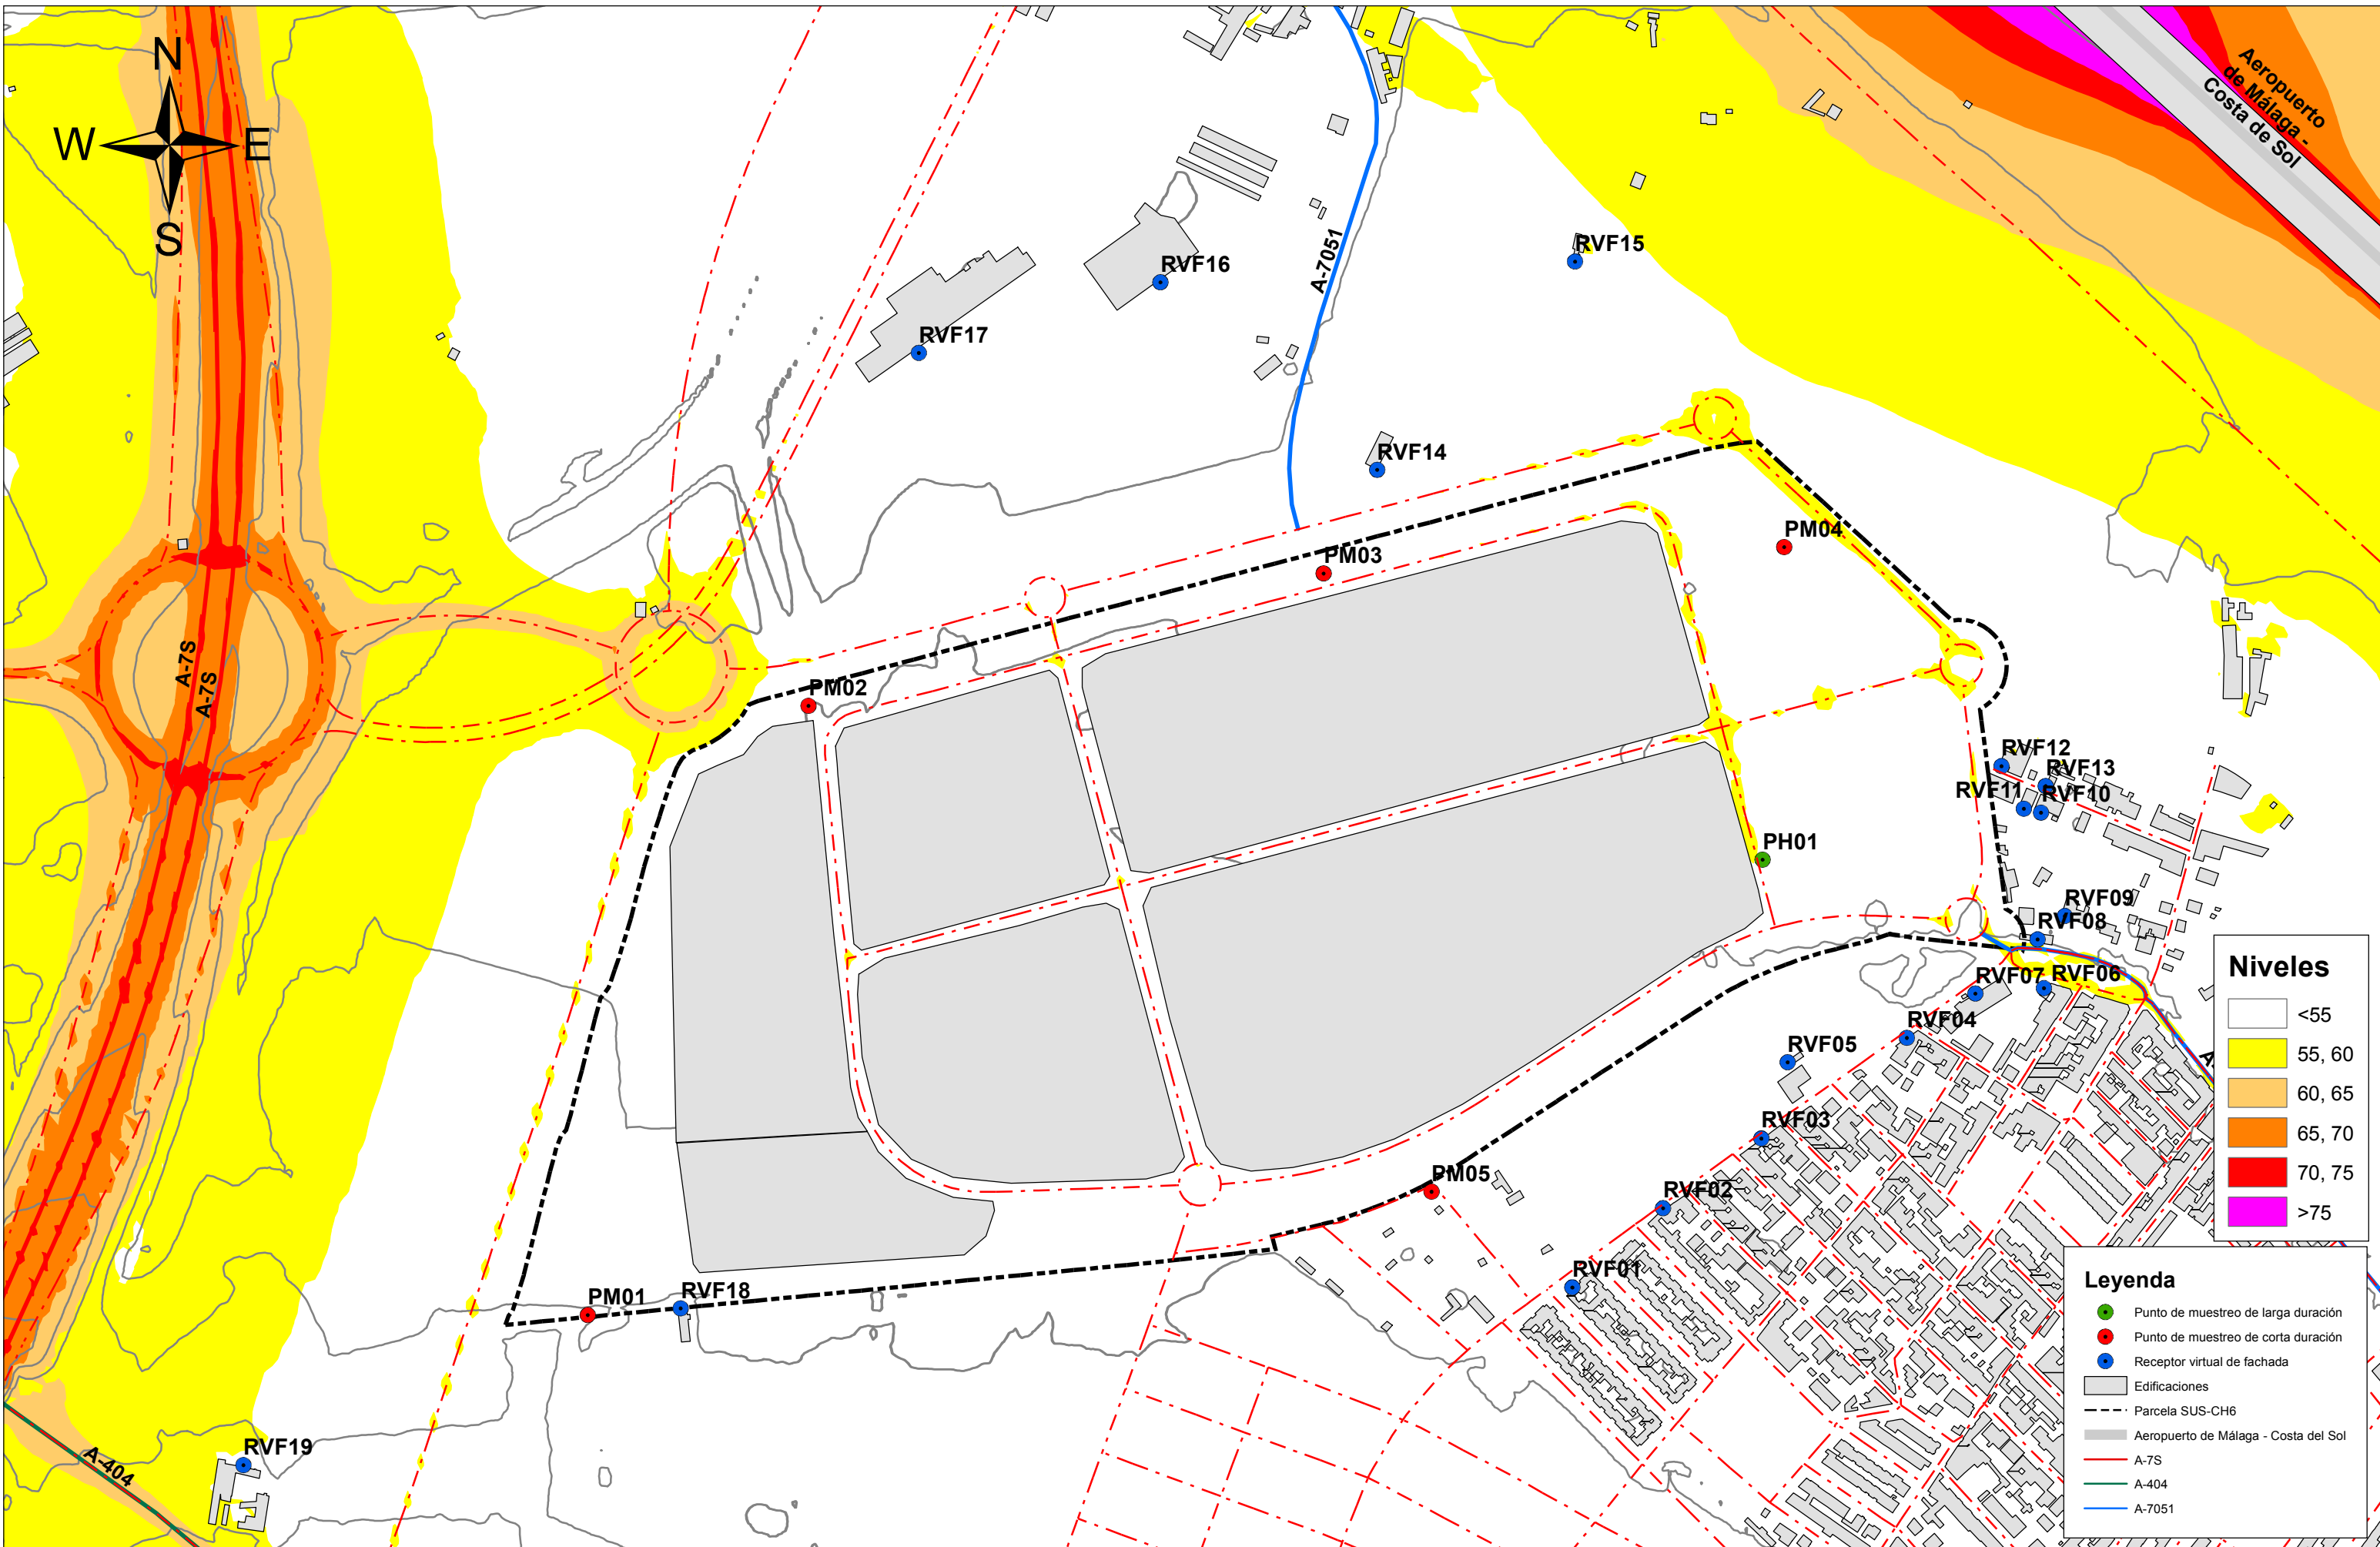 N
W
E
S
Aeropuerto
de Málaga -
Costa de Sol
A-7051
RVF15
RVF16
RVF17
RVF14
PM04
PM03
A-7S
A-7S
PM02
RVF12
RVF13
RVF11
RVF10
PH01
RVF09
RVF08
RVF07
RVF06
RVF04
RVF05
RVF03
PM05
RVF02
RVF01
PM01
RVF18
RVF19
A-404
Niveles
<55
55, 60
60, 65
65, 70
70, 75
>75
Leyenda
Punto de muestreo de larga duración
Punto de muestreo de corta duración
Receptor virtual de fachada
Edificaciones
Parcela SUS-CH6
Aeropuerto de Málaga - Costa del Sol
A-7S
A-404
A-7051